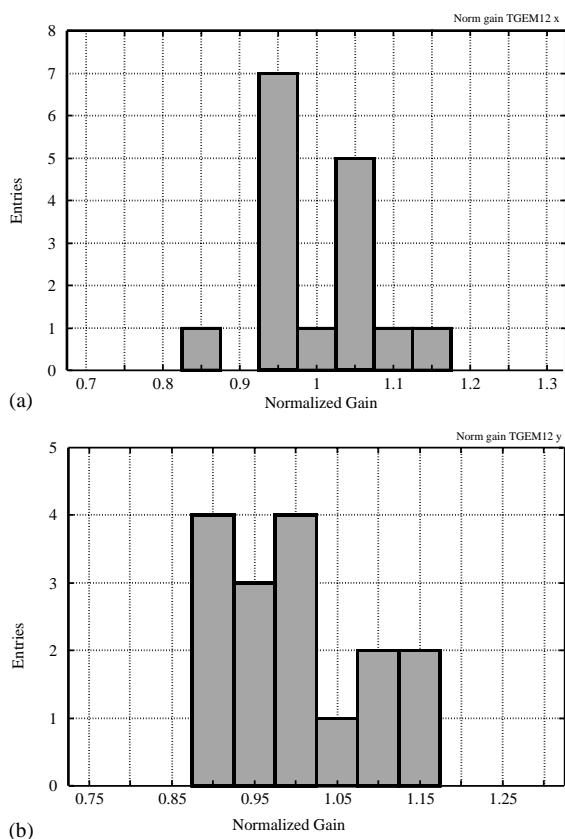 Norm gain TGEM12 x
8
7
6
5
4
3
2
1
0
Entries
0.7 0.8 0.9 1 1.1 1.2 1.3
Normalized Gain
(a)
Norm gain TGEM12 y
5
4
3
2
1
0
Entries
0.75 0.85 0.95 1.05 1.15 1.25
Normalized Gain
(b)